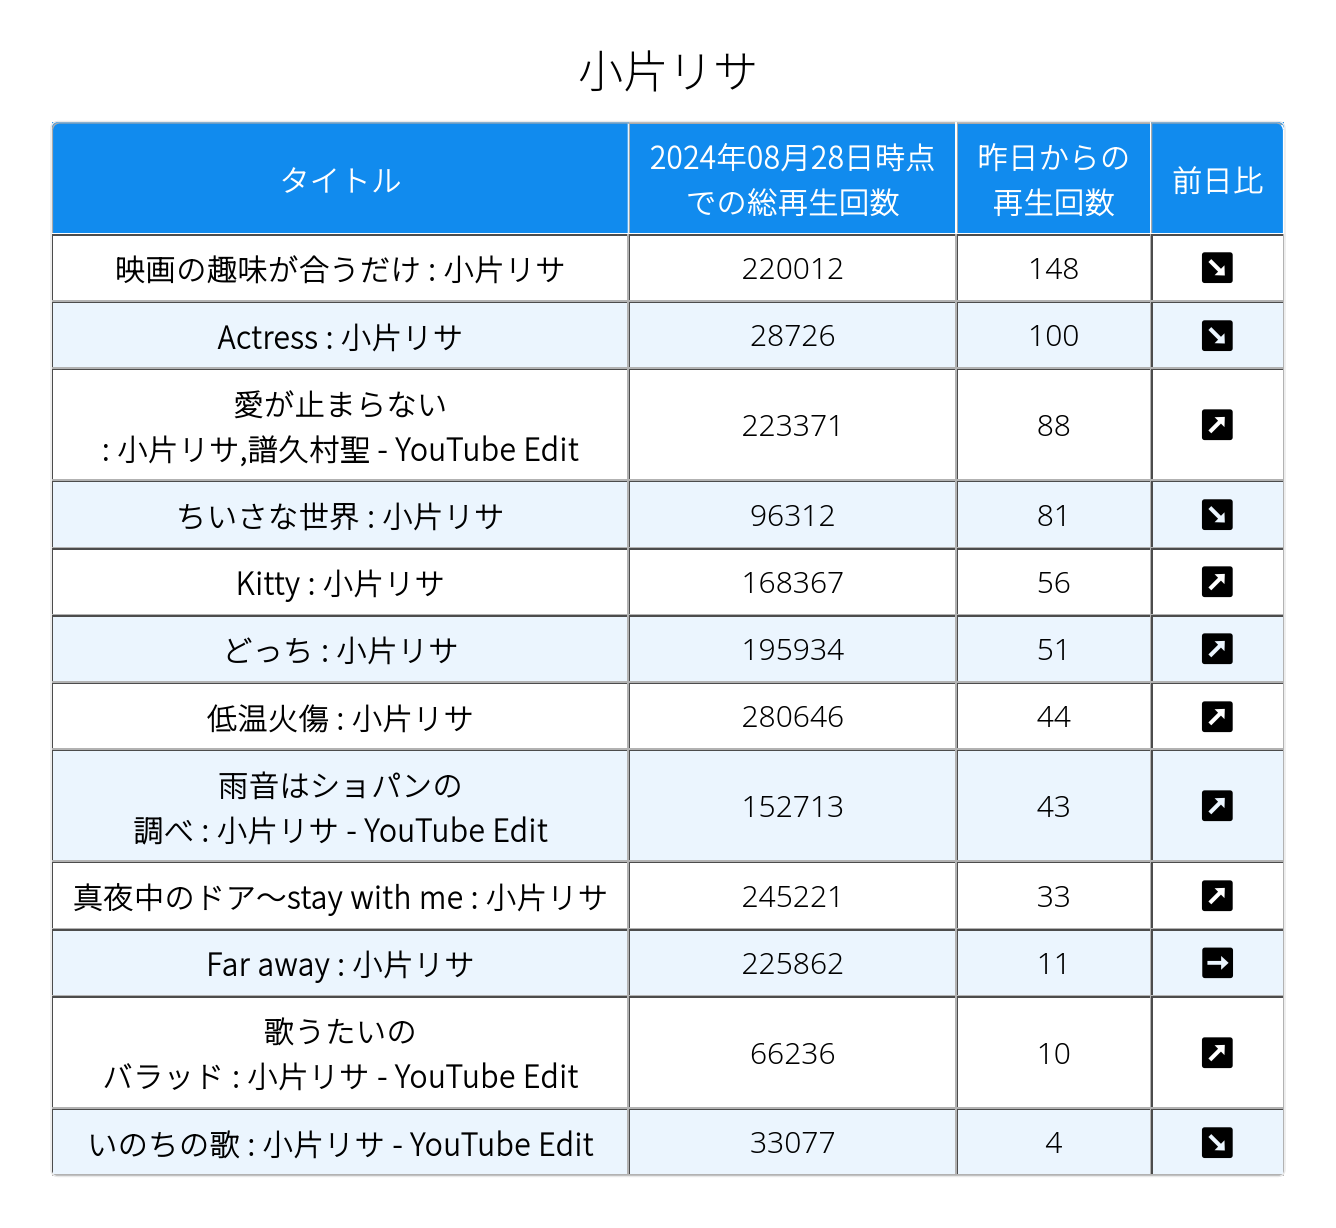 小片リサ
タイトル
2024年08月28日時点
での総再生回数
昨日からの
再生回数
前日比
映画の趣味が合うだけ : 小片リサ 220012 148 ↘
Actress : 小片リサ 28726 100 ↘
愛が止まらない
: 小片リサ,譜久村聖 - YouTube Edit 223371 88 ↗
ちいさな世界 : 小片リサ 96312 81 ↘
Kitty : 小片リサ 168367 56 ↗
どっち : 小片リサ 195934 51 ↗
低温火傷 : 小片リサ 280646 44 ↗
雨音はショパンの
調べ : 小片リサ - YouTube Edit 152713 43 ↗
真夜中のドア〜stay with me : 小片リサ 245221 33 ↗
Far away : 小片リサ 225862 11 →
歌うたいの
バラッド : 小片リサ - YouTube Edit 66236 10 ↗
いのちの歌 : 小片リサ - YouTube Edit 33077 4 ↘